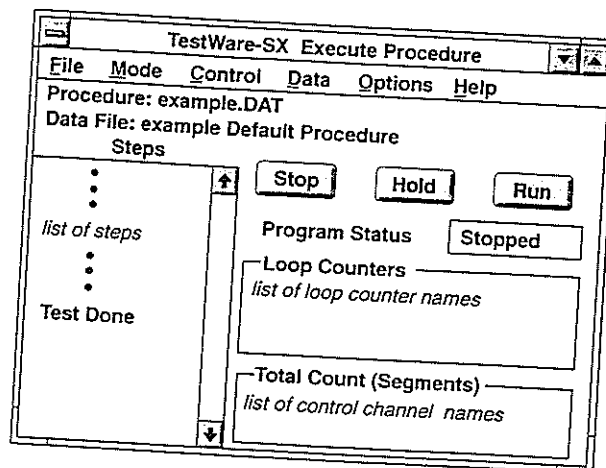 TestWare-SX Execute Procedure
File Mode Control Data Options Help
Procedure: example.DAT
Data File: example Default Procedure
Steps
list of steps
Test Done
Stop Hold Run
Program Status Stopped
Loop Counters
list of loop counter names
Total Count (Segments)
list of control channel names